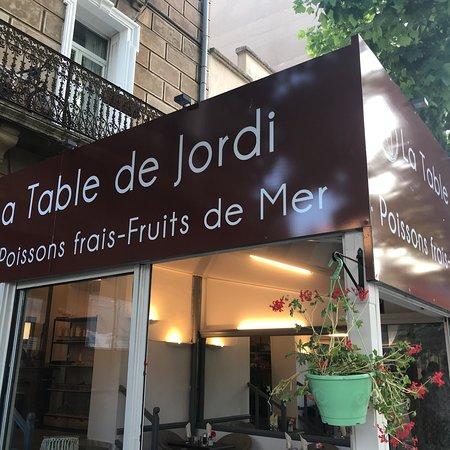 La Table de Jordi
Poissons frais-Fruits de Mer
La Table
Poissons frais-